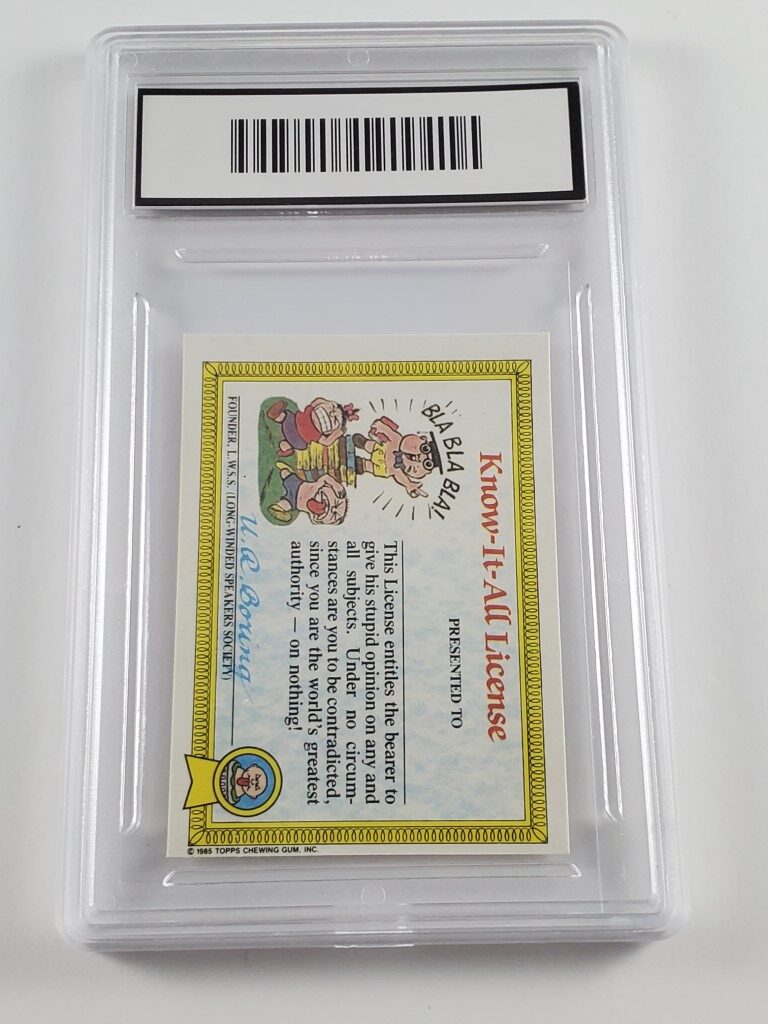 Know-It-All License
PRESENTED TO
BLA BLA BLA!
This License entitles the bearer to
give his stupid opinion on any and
all subjects. Under no circum-
stances are you to be contradicted,
since you are the world's greatest
authority — on nothing!
U.R. Boring
FOUNDER, L.W.S.S. (LONG-WINDED SPEAKERS SOCIETY)
© 1985 TOPPS CHEWING GUM, INC.